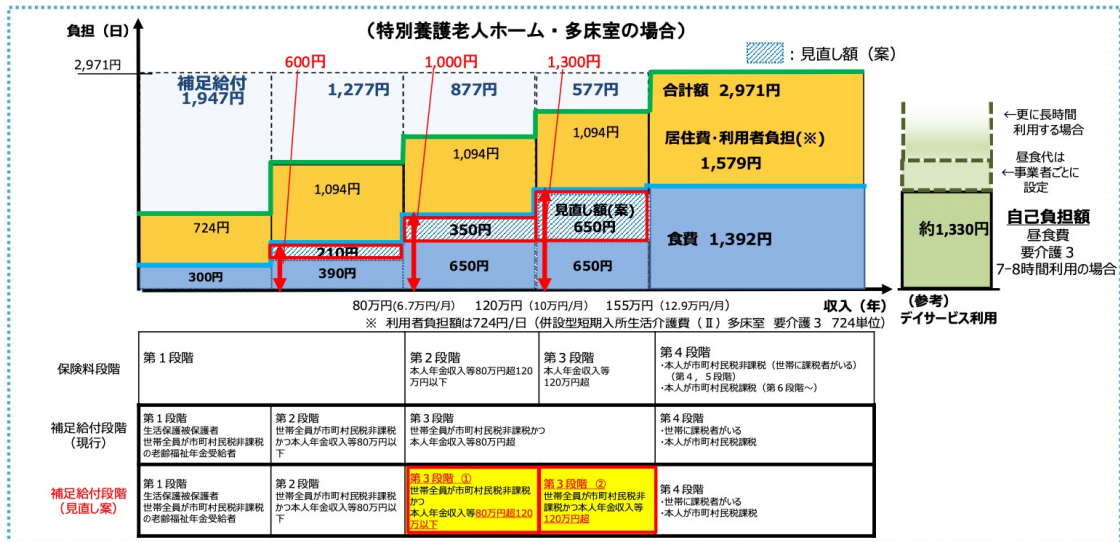 負担（日）
（特別養護老人ホーム・多床室の場合）
：見直し額（案）
2,971円
600円
1,000円
1,300円
補足給付
1,947円
1,277円
877円
577円
合計額 2,971円
居住費・利用者負担(※)
1,579円
724円
1,094円
1,094円
1,094円
300円
210円
390円
350円
650円
見直し額(案)
650円
650円
食費 1,392円
←更に長時間
利用する場合
昼食代は
←事業者ごとに
設定
約1,330円
自己負担額
昼食費
要介護３
7-8時間利用の場合
（参考）
デイサービス利用
80万円(6.7万円/月)
120万円（10万円/月）
155万円（12.9万円/月）
収入（年）
※ 利用者負担額は724円/日（併設型短期入所生活介護費（Ⅱ）多床室 要介護３ 724単位）
保険料段階
第１段階
第２段階
本人年金収入等80万円超120
万円以下
第３段階
本人年金収入等
120万円超
第４段階
・本人が市町村民税非課税（世帯に課税者がいる）
（第４，５段階）
・本人が市町村民税課税（第６段階～）
補足給付段階
（現行）
第１段階
生活保護被保護者
世帯全員が市町村民税非課税
の老齢福祉年金受給者
第２段階
世帯全員が市町村民税非課税
かつ本人年金収入等80万円以
下
第３段階
世帯全員が市町村民税非課税かつ
本人年金収入等80万円超
第４段階
・世帯に課税者がいる
・本人が市町村民税課税
補足給付段階
（見直し案）
第１段階
生活保護被保護者
世帯全員が市町村民税非課税
の老齢福祉年金受給者
第２段階
世帯全員が市町村民税非課税
かつ本人年金収入等80万円以
下
第３段階 ①
世帯全員が市町村民税非課税
かつ
本人年金収入等80万円超120
万以下
第３段階 ②
世帯全員が市町村民税非
課税かつ本人年金収入等
120万円超
第４段階
・世帯に課税者がいる
・本人が市町村民税課税